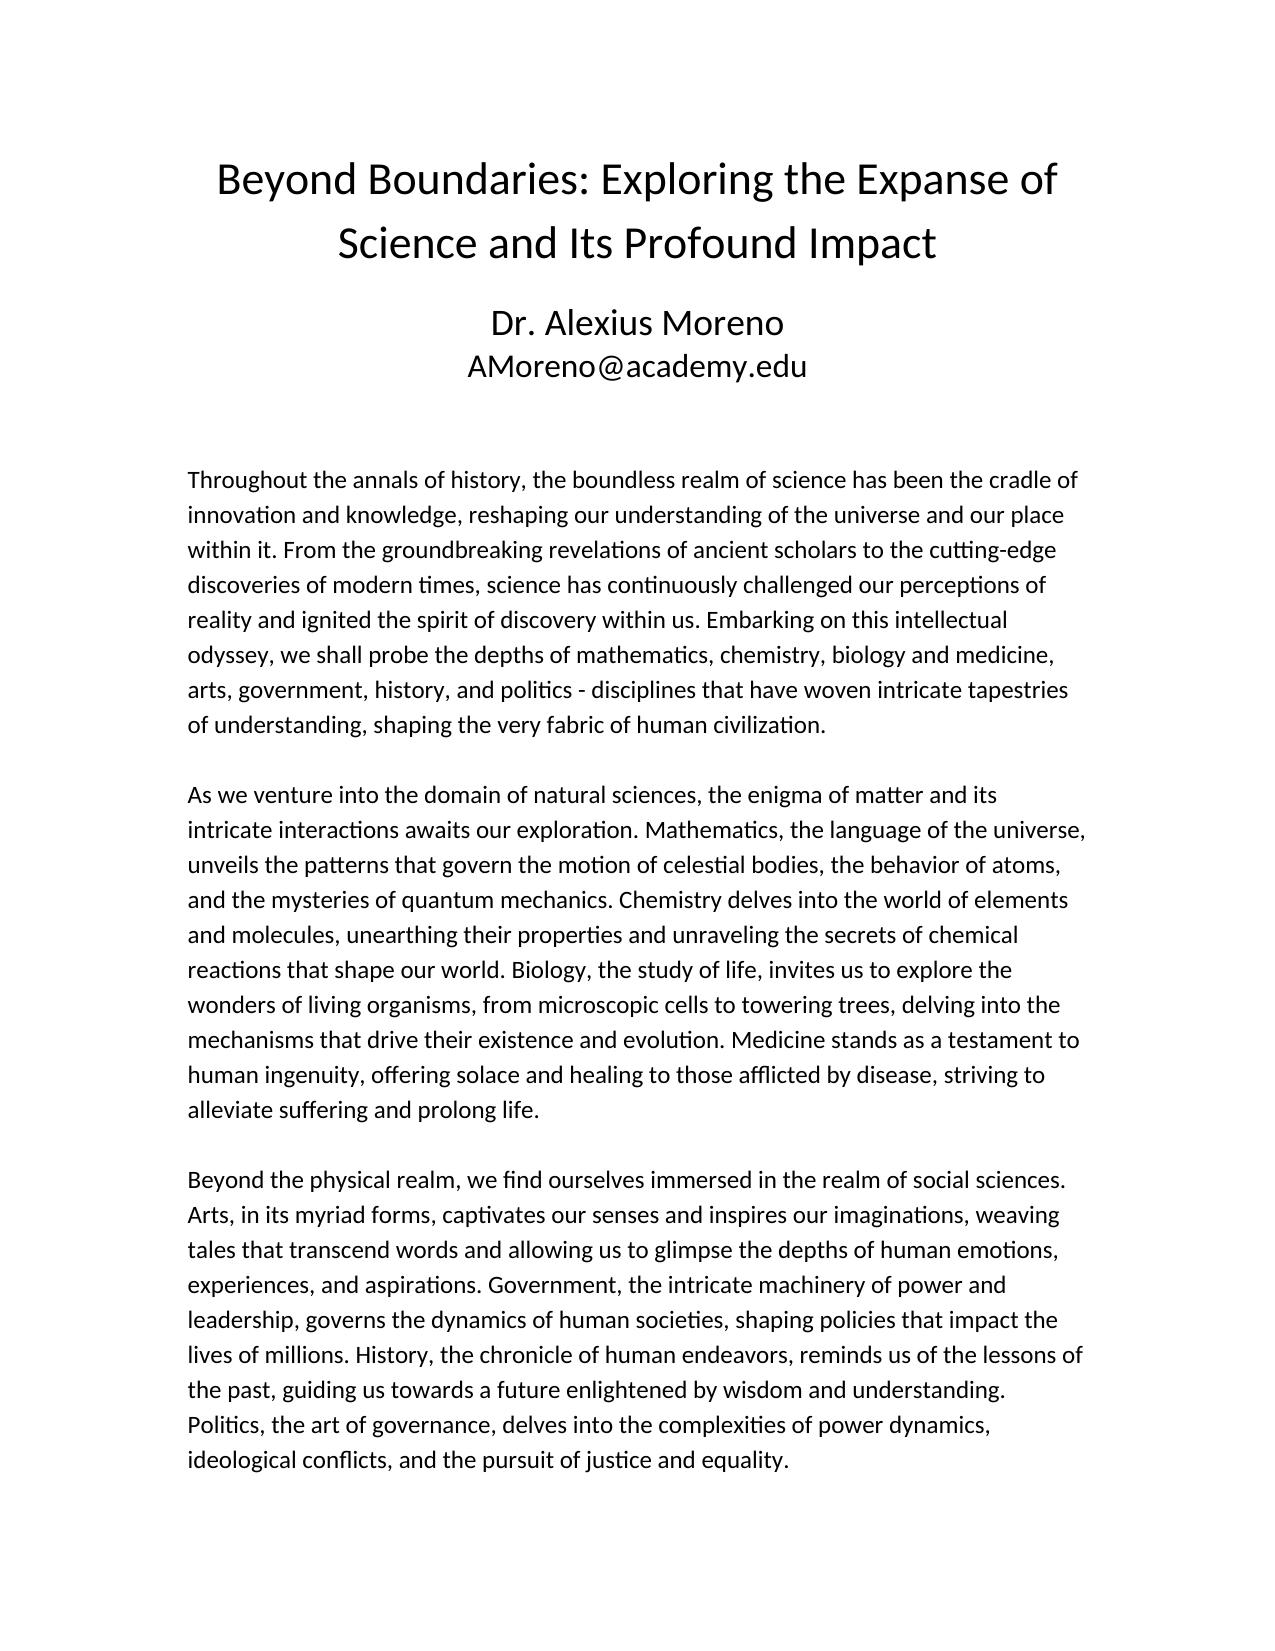 Beyond Boundaries: Exploring the Expanse of
Science and Its Profound Impact
Dr. Alexius Moreno
AMoreno@academy.edu
Throughout the annals of history, the boundless realm of science has been the cradle of
innovation and knowledge, reshaping our understanding of the universe and our place
within it. From the groundbreaking revelations of ancient scholars to the cutting-edge
discoveries of modern times, science has continuously challenged our perceptions of
reality and ignited the spirit of discovery within us. Embarking on this intellectual
odyssey, we shall probe the depths of mathematics, chemistry, biology and medicine,
arts, government, history, and politics - disciplines that have woven intricate tapestries
of understanding, shaping the very fabric of human civilization.
As we venture into the domain of natural sciences, the enigma of matter and its
intricate interactions awaits our exploration. Mathematics, the language of the universe,
unveils the patterns that govern the motion of celestial bodies, the behavior of atoms,
and the mysteries of quantum mechanics. Chemistry delves into the world of elements
and molecules, unearthing their properties and unraveling the secrets of chemical
reactions that shape our world. Biology, the study of life, invites us to explore the
wonders of living organisms, from microscopic cells to towering trees, delving into the
mechanisms that drive their existence and evolution. Medicine stands as a testament to
human ingenuity, offering solace and healing to those afflicted by disease, striving to
alleviate suffering and prolong life.
Beyond the physical realm, we find ourselves immersed in the realm of social sciences.
Arts, in its myriad forms, captivates our senses and inspires our imaginations, weaving
tales that transcend words and allowing us to glimpse the depths of human emotions,
experiences, and aspirations. Government, the intricate machinery of power and
leadership, governs the dynamics of human societies, shaping policies that impact the
lives of millions. History, the chronicle of human endeavors, reminds us of the lessons of
the past, guiding us towards a future enlightened by wisdom and understanding.
Politics, the art of governance, delves into the complexities of power dynamics,
ideological conflicts, and the pursuit of justice and equality.